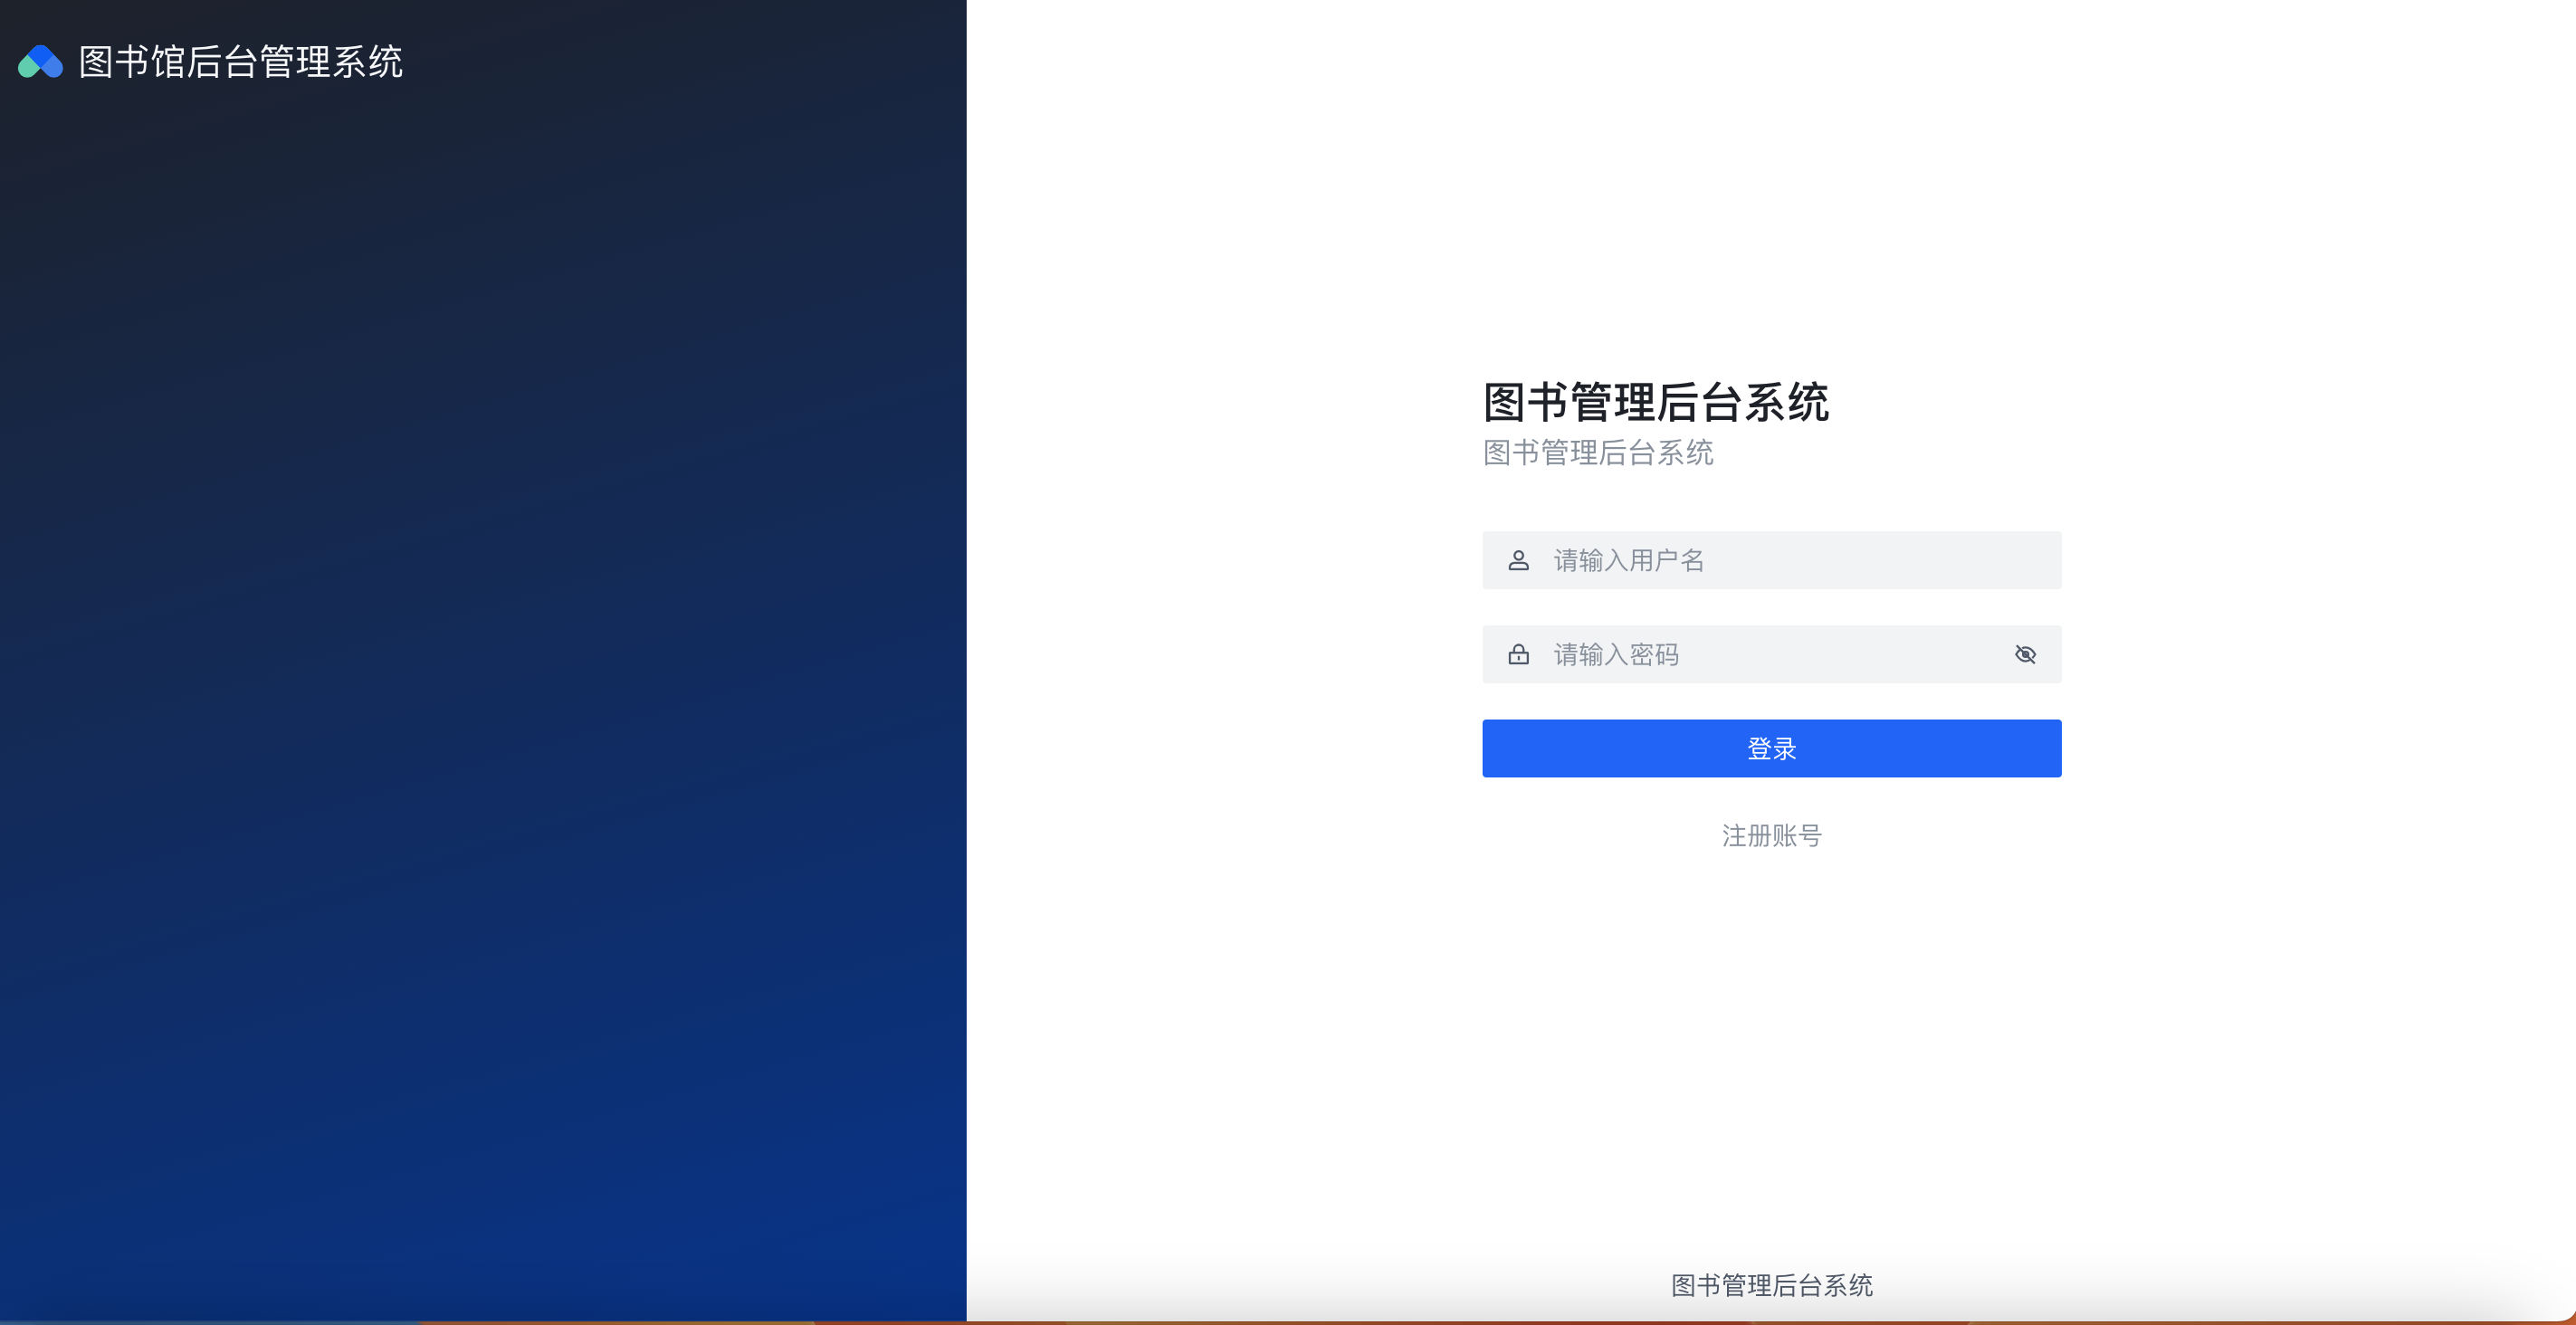 图书馆后台管理系统
图书管理后台系统
图书管理后台系统
请输入用户名
请输入密码
登录
注册账号
图书管理后台系统